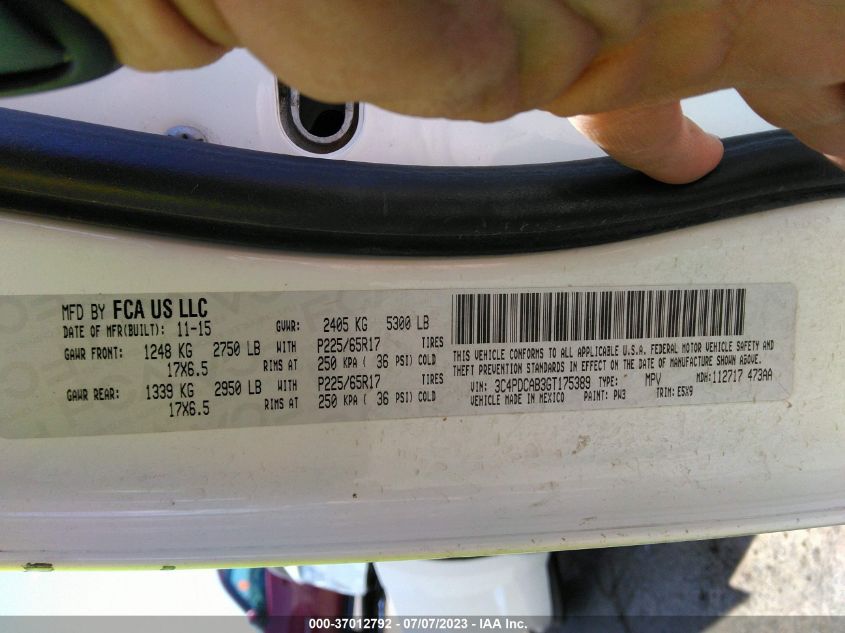 MFD BY FCA US LLC
DATE OF MFR(BUILT): 11-15 GVWR: 2405 KG 5300 LB
GAWR FRONT: 1248 KG 2750 LB WITH P225/65R17 TIRES
17X6.5 RIMS AT 250 KPA ( 36 PSI) COLD
GAWR REAR: 1339 KG 2950 LB WITH P225/65R17 TIRES
17X6.5 RIMS AT 250 KPA ( 36 PSI) COLD
THIS VEHICLE CONFORMS TO ALL APPLICABLE U.S.A. FEDERAL MOTOR VEHICLE SAFETY AND
THEFT PREVENTION STANDARDS IN EFFECT ON THE DATE OF MANUFACTURE SHOWN ABOVE.
VIN: 3C4PDCAB3GT175389 TYPE: MPV MDH:112717 473AA
VEHICLE MADE IN MEXICO PAINT: PW3 TRIM: E5X9
000-37012792 - 07/07/2023 - IAA Inc.